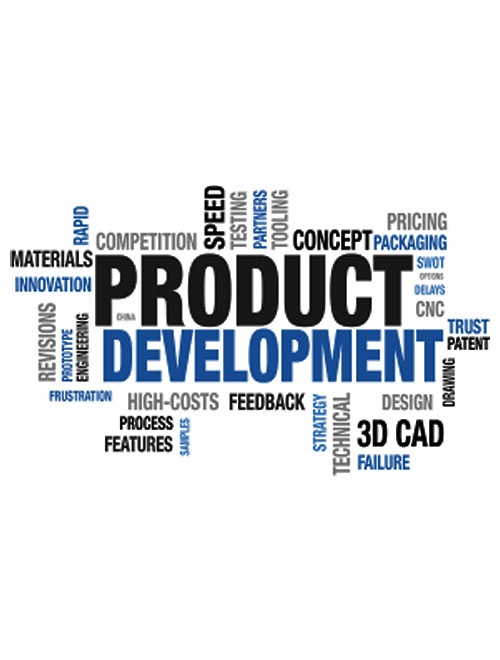 RAPID
SPEED
TESTING
PARTNERS
TOOLING
PRICING
COMPETITION
CONCEPT
PACKAGING
MATERIALS
SWOT
INNOVATION
OPTIONS
DELAYS
PRODUCT
CNC
CHINA
REVISIONS
PROTOTYPE
ENGINEERING
TRUST
DEVELOPMENT
PATENT
DRAWING
FRUSTRATION
HIGH-COSTS
FEEDBACK
STRATEGY
TECHNICAL
DESIGN
PROCESS
SAMPLES
3D CAD
FEATURES
FAILURE